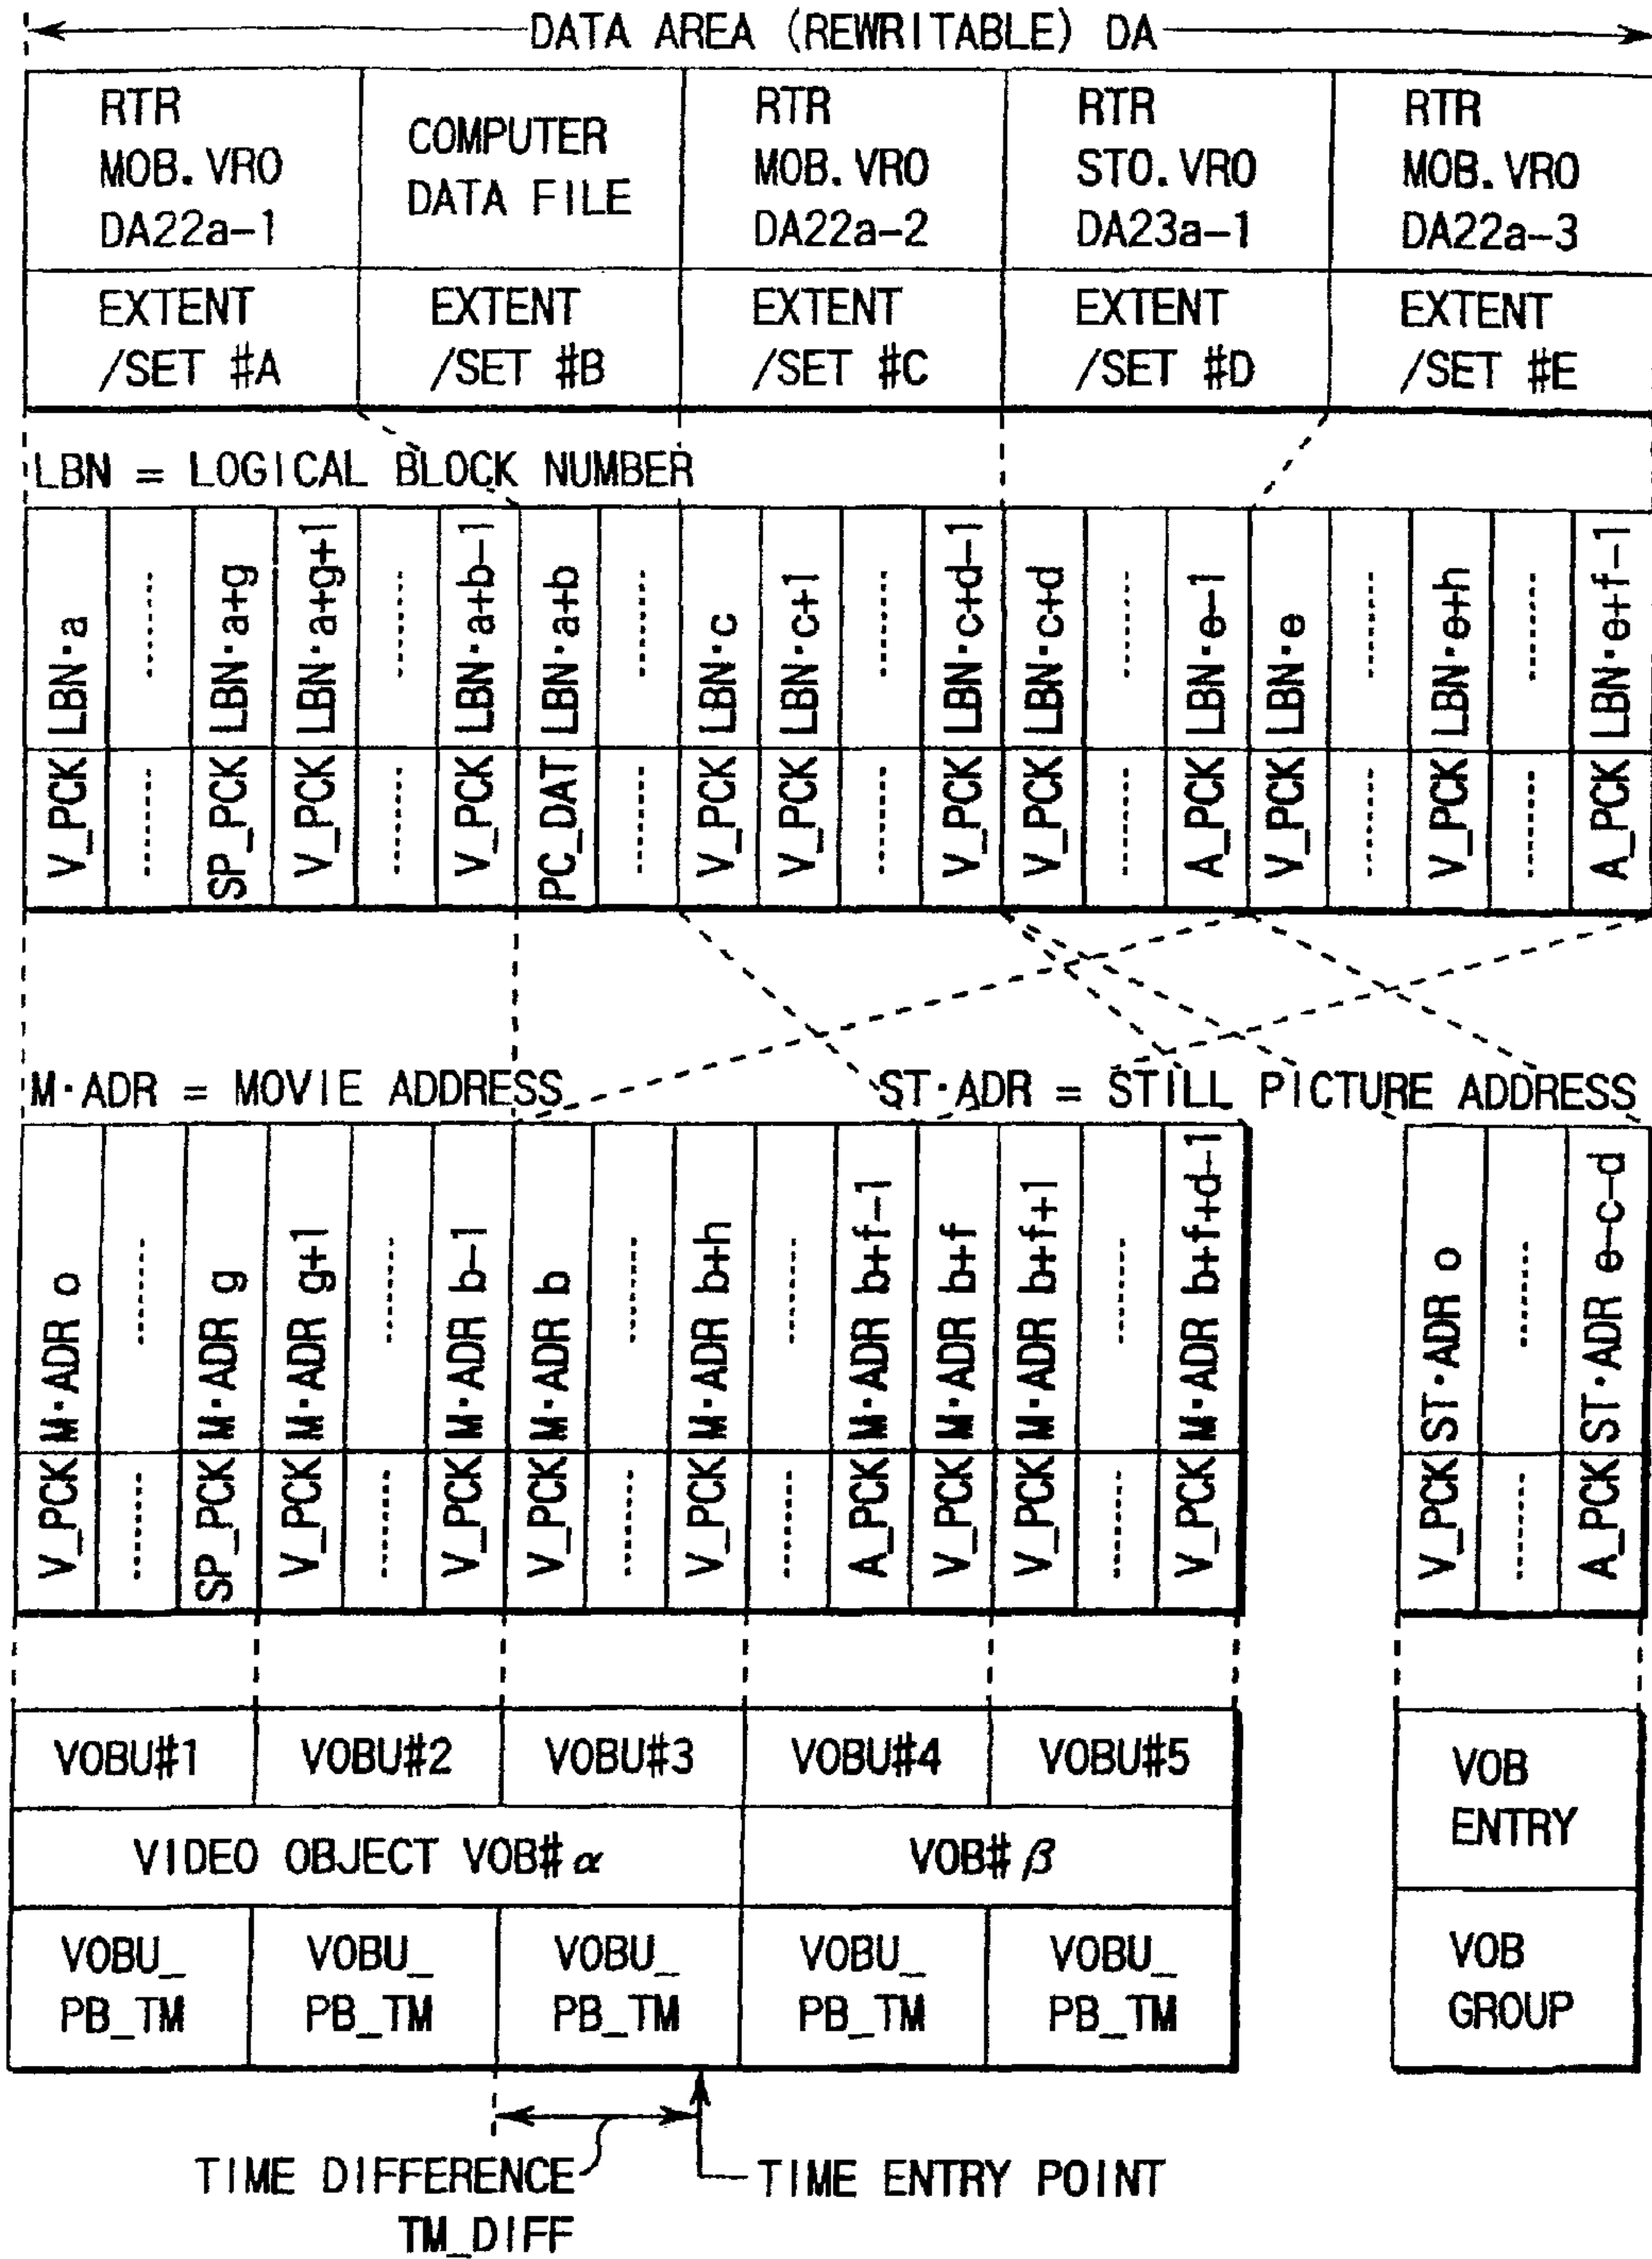 DATA AREA (REWRITABLE) DA
RTR
MOB.VRO
DA22a-1
COMPUTER
DATA FILE
RTR
MOB.VRO
DA22a-2
RTR
STO.VRO
DA23a-1
RTR
MOB.VRO
DA22a-3
EXTENT
/SET #A
EXTENT
/SET #B
EXTENT
/SET #C
EXTENT
/SET #D
EXTENT
/SET #E
LBN = LOGICAL BLOCK NUMBER
LBN·a
LBN·a+g
LBN·a+g+1
LBN·a+b-1
LBN·a+b
LBN·c
LBN·c+1
LBN·c+d-1
LBN·c+d
LBN·e-1
LBN·e
LBN·e+h
LBN·e+f-1
V_PCK
SP_PCK
V_PCK
V_PCK
PC_DAT
V_PCK
V_PCK
V_PCK
V_PCK
A_PCK
V_PCK
V_PCK
A_PCK
M·ADR = MOVIE ADDRESS
ST·ADR = STILL PICTURE ADDRESS
M·ADR o
M·ADR g
M·ADR g+1
M·ADR b-1
M·ADR b
M·ADR b+h
M·ADR b+f-1
M·ADR b+f
M·ADR b+f+1
M·ADR b+f+d-1
ST·ADR o
ST·ADR e-c-d
V_PCK
SP_PCK
V_PCK
V_PCK
V_PCK
V_PCK
A_PCK
V_PCK
V_PCK
V_PCK
V_PCK
A_PCK
VOBU#1
VOBU#2
VOBU#3
VOBU#4
VOBU#5
VOB
ENTRY
VIDEO OBJECT VOB#α
VOB#β
VOBU_
PB_TM
VOBU_
PB_TM
VOBU_
PB_TM
VOBU_
PB_TM
VOBU_
PB_TM
VOB
GROUP
TIME DIFFERENCE
TM_DIFF
TIME ENTRY POINT